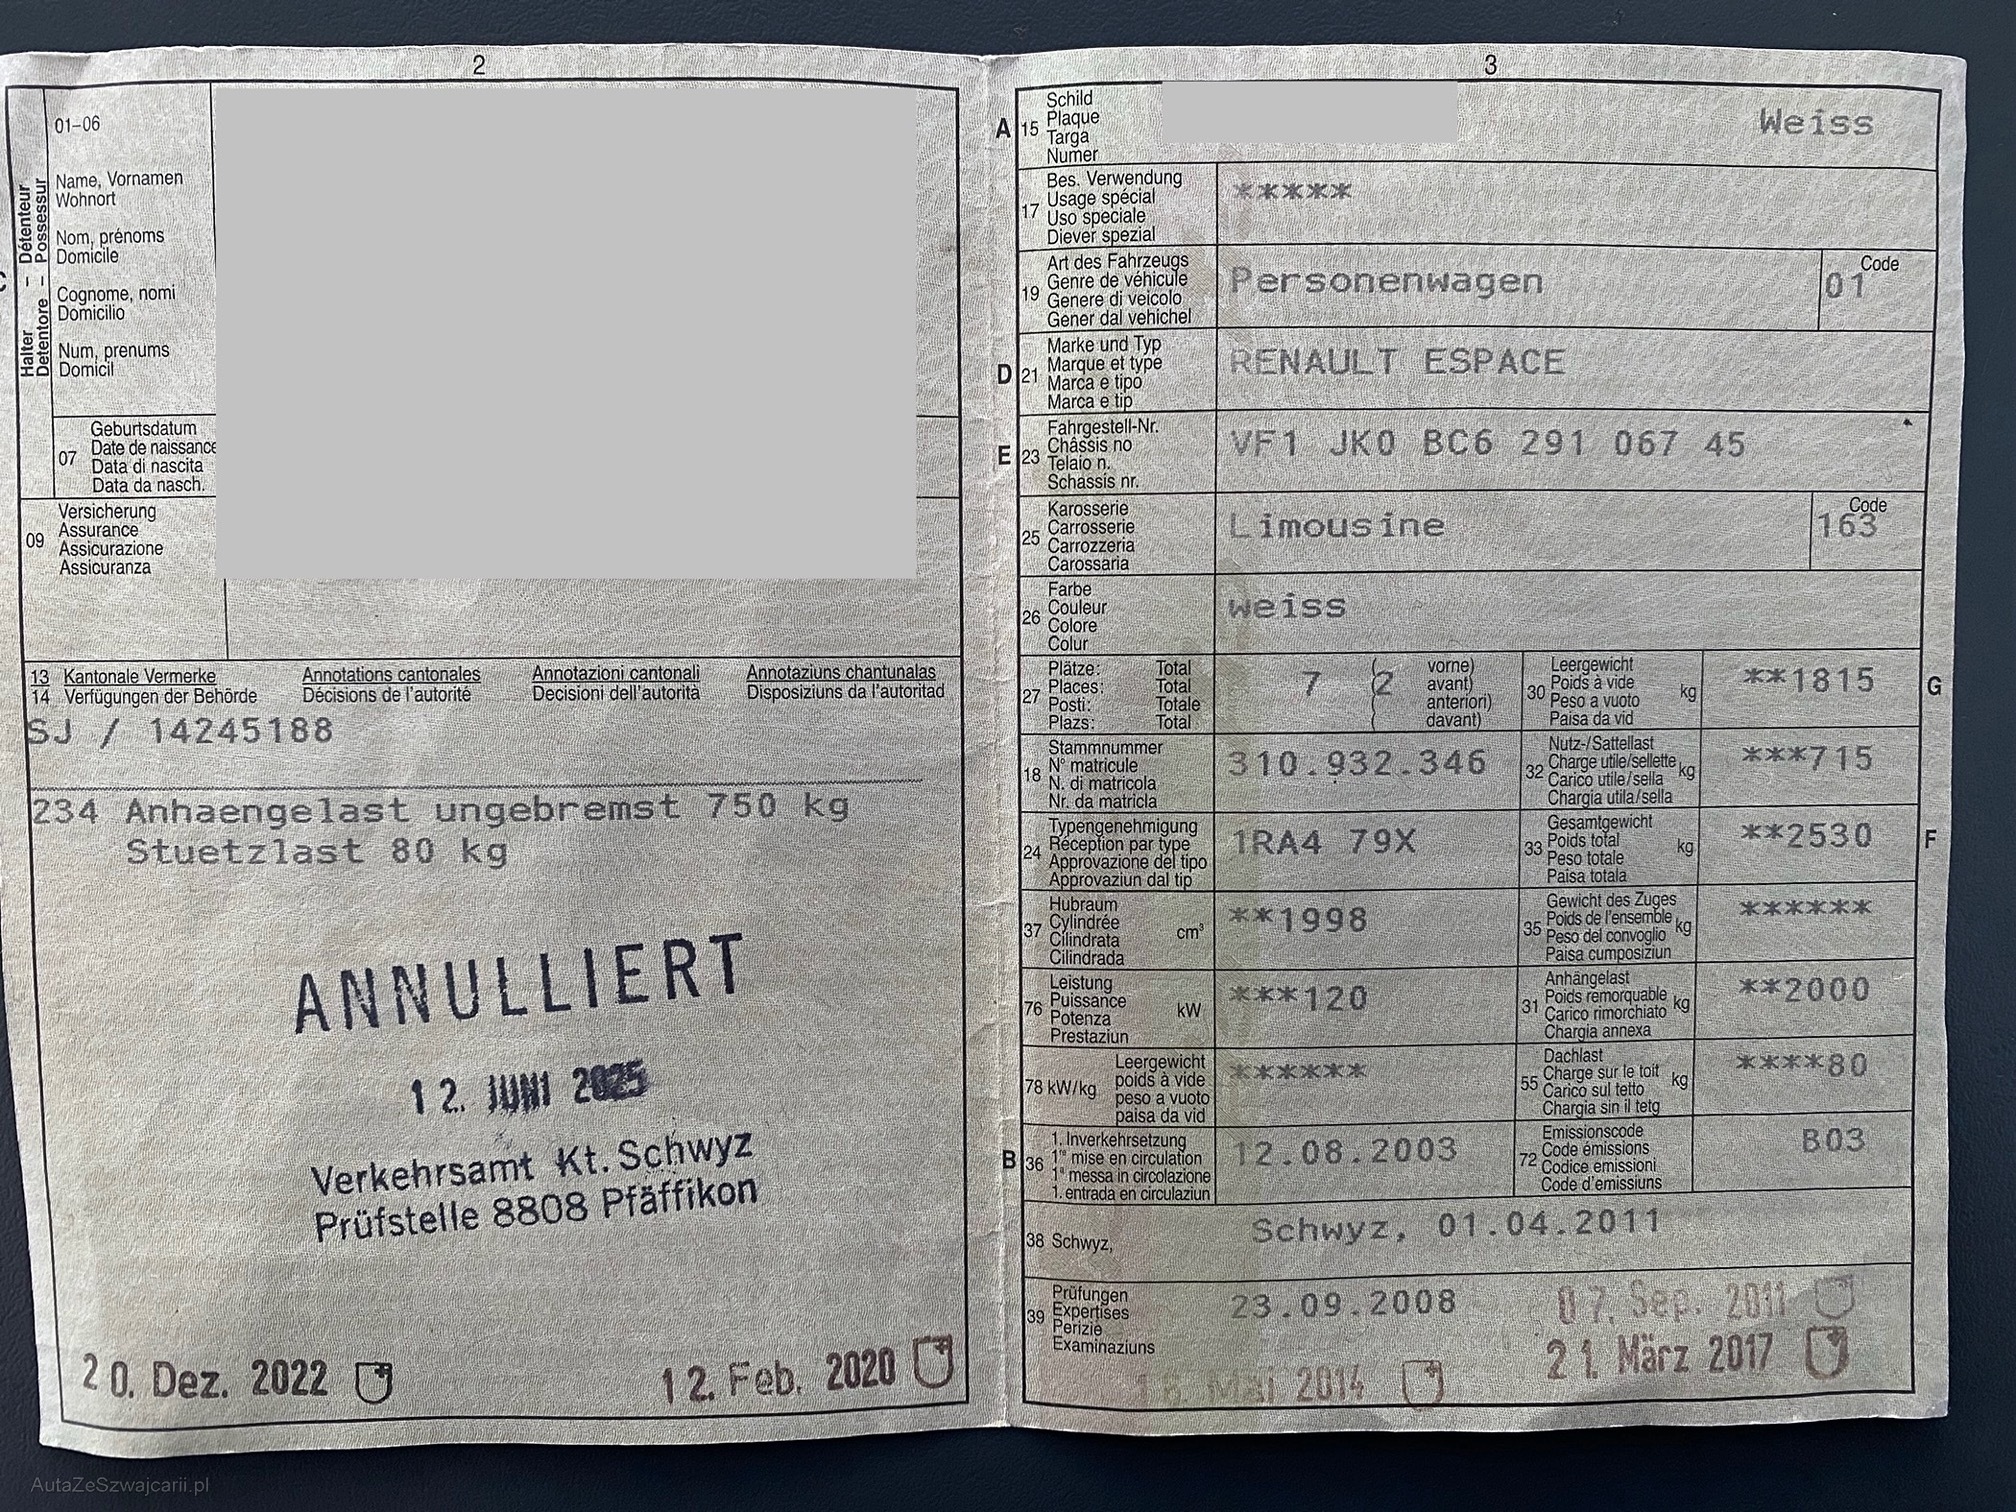 2
01–06
Halter – Détenteur
Detentore – Possessur
Name, Vornamen
Wohnort
Nom, prénoms
Domicile
Cognome, nomi
Domicilio
Num, prenums
Domicil
07
Geburtsdatum
Date de naissance
Data di nascita
Data da nasch.
09
Versicherung
Assurance
Assicurazione
Assicuranza
13 Kantonale Vermerke Annotations cantonales Annotazioni cantonali Annotaziuns chantunalas
14 Verfügungen der Behörde Décisions de l'autorité Decisioni dell'autorità Disposiziuns da l'autoritad
SJ / 14245188
234 Anhaengelast ungebremst 750 kg
Stuetzlast 80 kg
ANNULLIERT
12. JUNI 2025
Verkehrsamt Kt. Schwyz
Prüfstelle 8808 Pfäffikon
20. Dez. 2022
12. Feb. 2020
3
A 15
Schild
Plaque
Targa
Numer
Weiss
17
Bes. Verwendung
Usage spécial
Uso speciale
Diever spezial
*****
19
Art des Fahrzeugs
Genre de véhicule
Genere di veicolo
Gener dal vehichel
Personenwagen
Code
01
D 21
Marke und Typ
Marque et type
Marca e tipo
Marca e tip
RENAULT ESPACE
E 23
Fahrgestell-Nr.
Châssis no
Telaio n.
Schassis nr.
VF1 JK0 BC6 291 067 45
25
Karosserie
Carrosserie
Carrozzeria
Carossaria
Limousine
Code
163
26
Farbe
Couleur
Colore
Colur
weiss
27
Plätze: Total
Places: Total
Posti: Totale
Plazs: Total
7 (2
vorne)
avant)
anteriori)
davant)
30
Leergewicht
Poids à vide
Peso a vuoto
Paisa da vid
kg
**1815
G
18
Stammnummer
N° matricule
N. di matricola
Nr. da matricla
310.932.346
32
Nutz-/Sattellast
Charge utile/sellette
Carico utile/sella
Chargia utila/sella
kg
***715
24
Typengenehmigung
Réception par type
Approvazione del tipo
Approvaziun dal tip
1RA4 79X
33
Gesamtgewicht
Poids total
Peso totale
Paisa totala
kg
**2530
F
37
Hubraum
Cylindrée
Cilindrata
Cilindrada
cm³
**1998
35
Gewicht des Zuges
Poids de l'ensemble
Peso del convoglio
Paisa cumposiziun
kg
******
76
Leistung
Puissance
Potenza
Prestaziun
kW
***120
31
Anhängelast
Poids remorquable
Carico rimorchiato
Chargia annexa
kg
**2000
78 kW/kg
Leergewicht
poids à vide
peso a vuoto
paisa da vid
******
55
Dachlast
Charge sur le toit
Carico sul tetto
Chargia sin il tetg
kg
****80
B 36
1. Inverkehrsetzung
1re mise en circulation
1a messa in circolazione
1. entrada en circulaziun
12.08.2003
72
Emissionscode
Code émissions
Codice emissioni
Code d'emissiuns
B03
38 Schwyz,
Schwyz, 01.04.2011
39
Prüfungen
Expertises
Perizie
Examinaziuns
23.09.2008
07. Sep. 2011
21. März 2017
Mai 2014
AutaZeSzwajcarii.pl